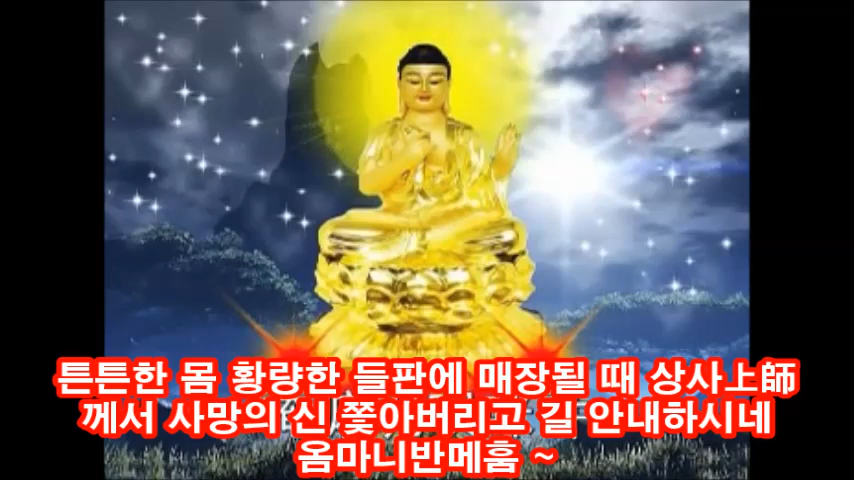 튼튼한 몸 황량한 들판에 매장될 때 상사上師
께서 사망의 신 쫓아버리고 길 안내하시네
옴마니반메훔 ~